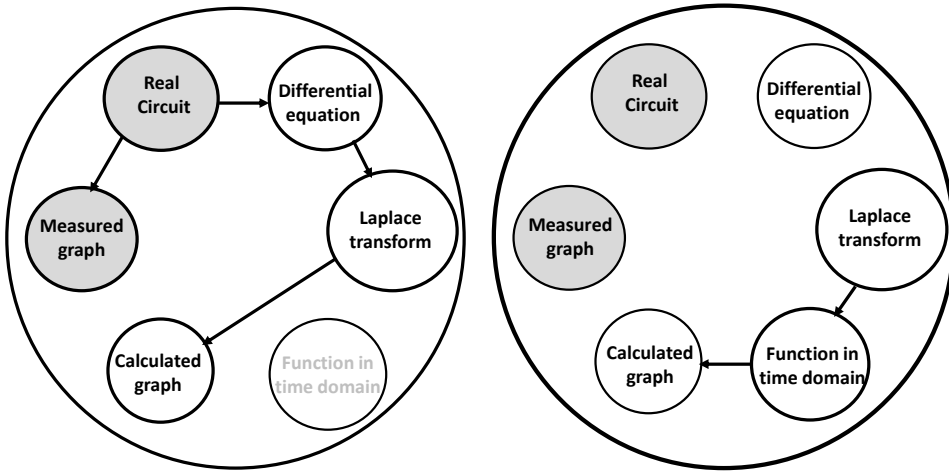 Real
Circuit
Differential
equation
Measured
graph
Laplace
transform
Calculated
graph
Function in
time domain
Real
Circuit
Differential
equation
Measured
graph
Laplace
transform
Calculated
graph
Function in
time domain